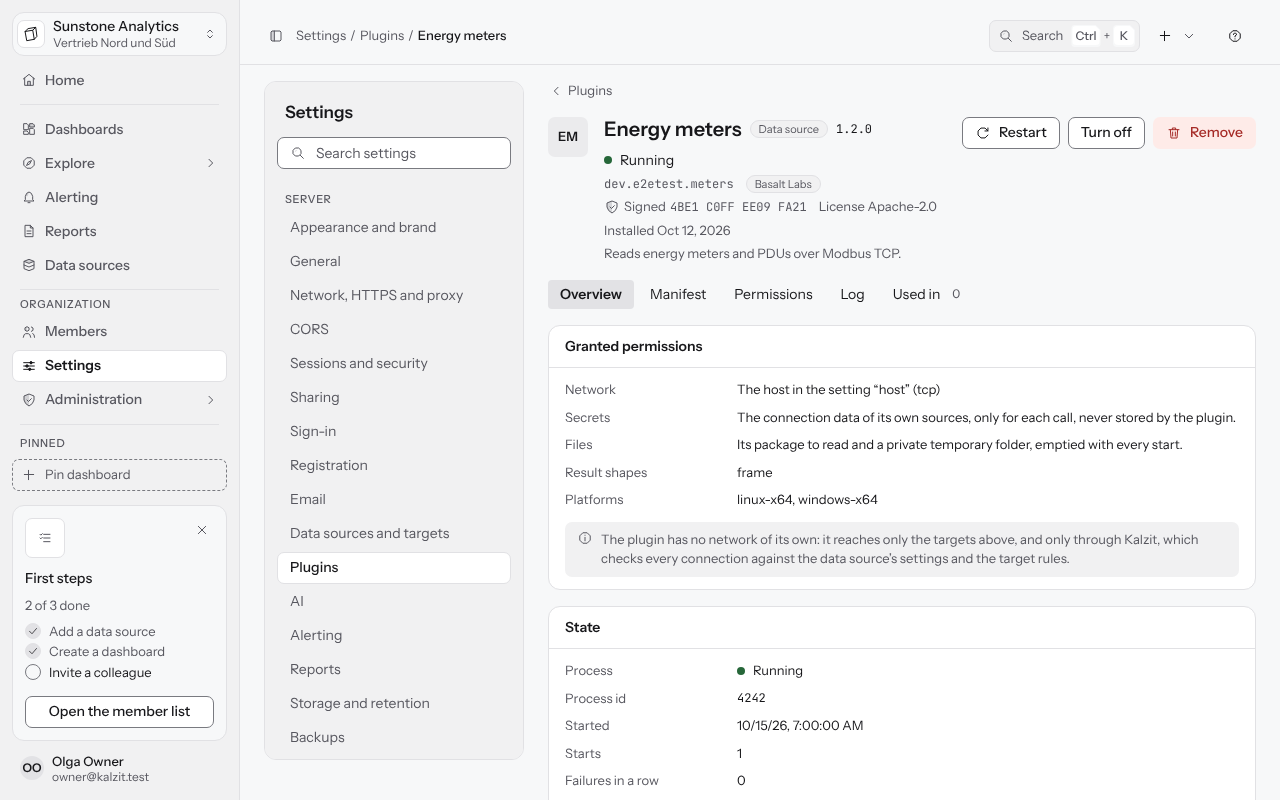 Sunstone Analytics
Vertrieb Nord und Süd
Home
Dashboards
Explore
Alerting
Reports
Data sources
ORGANIZATION
Members
Settings
Administration
PINNED
Pin dashboard
First steps
2 of 3 done
Add a data source
Create a dashboard
Invite a colleague
Open the member list
OO
Olga Owner
owner@kalzit.test
Settings / Plugins / Energy meters
Search Ctrl + K
Settings
Search settings
SERVER
Appearance and brand
General
Network, HTTPS and proxy
CORS
Sessions and security
Sharing
Sign-in
Registration
Email
Data sources and targets
Plugins
AI
Alerting
Reports
Storage and retention
Backups
Plugins
EM
Energy meters Data source 1.2.0
Restart
Turn off
Remove
Running
dev.e2etest.meters Basalt Labs
Signed 4BE1 C0FF EE09 FA21 License Apache-2.0
Installed Oct 12, 2026
Reads energy meters and PDUs over Modbus TCP.
Overview Manifest Permissions Log Used in 0
Granted permissions
Network The host in the setting “host” (tcp)
Secrets The connection data of its own sources, only for each call, never stored by the plugin.
Files Its package to read and a private temporary folder, emptied with every start.
Result shapes frame
Platforms linux-x64, windows-x64
The plugin has no network of its own: it reaches only the targets above, and only through Kalzit, which
checks every connection against the data source’s settings and the target rules.
State
Process Running
Process id 4242
Started 10/15/26, 7:00:00 AM
Starts 1
Failures in a row 0